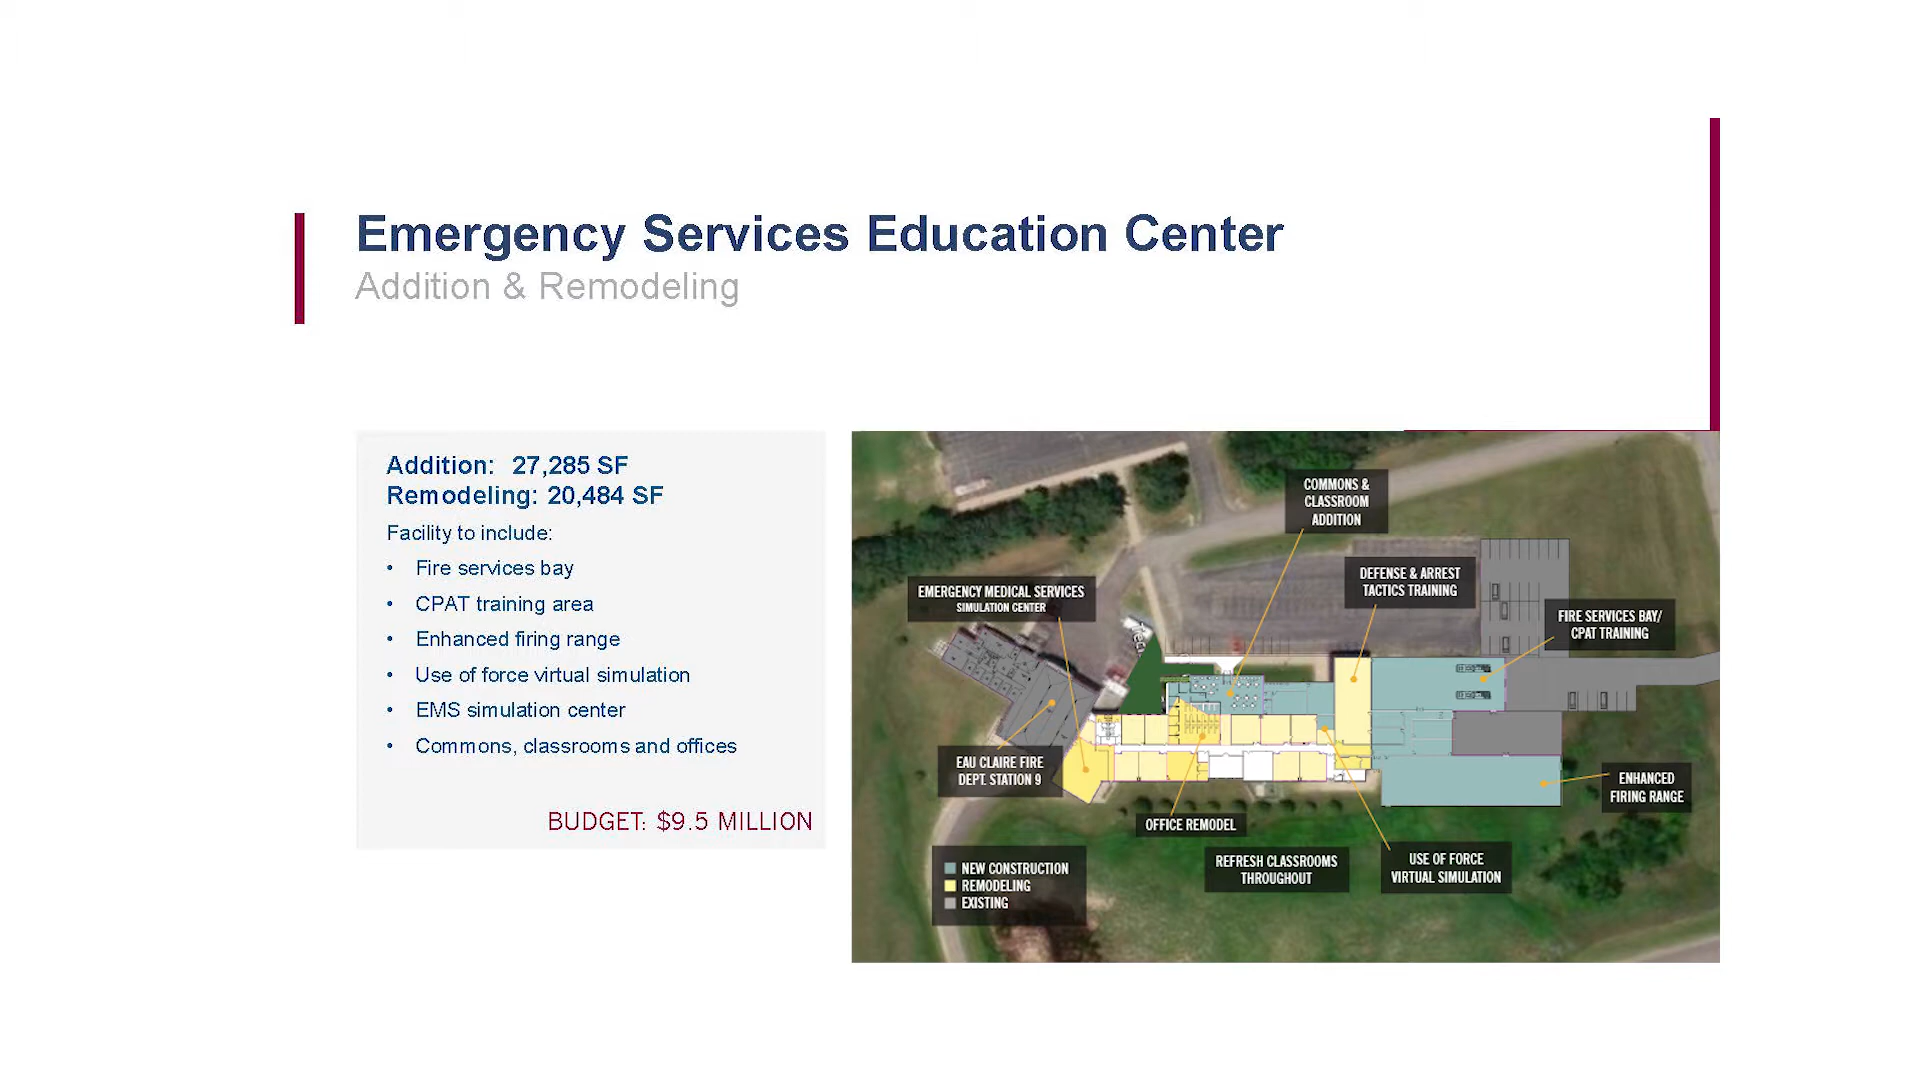 Emergency Services Education Center
Addition & Remodeling
Addition: 27,285 SF
Remodeling: 20,484 SF
Facility to include:
• Fire services bay
• CPAT training area
• Enhanced firing range
• Use of force virtual simulation
• EMS simulation center
• Commons, classrooms and offices
BUDGET: $9.5 MILLION
COMMONS &
CLASSROOM
ADDITION
DEFENSE & ARREST
TACTICS TRAINING
EMERGENCY MEDICAL SERVICES
SIMULATION CENTER
FIRE SERVICES BAY/
CPAT TRAINING
EAU CLAIRE FIRE
DEPT. STATION 9
ENHANCED
FIRING RANGE
OFFICE REMODEL
REFRESH CLASSROOMS
THROUGHOUT
USE OF FORCE
VIRTUAL SIMULATION
NEW CONSTRUCTION
REMODELING
EXISTING